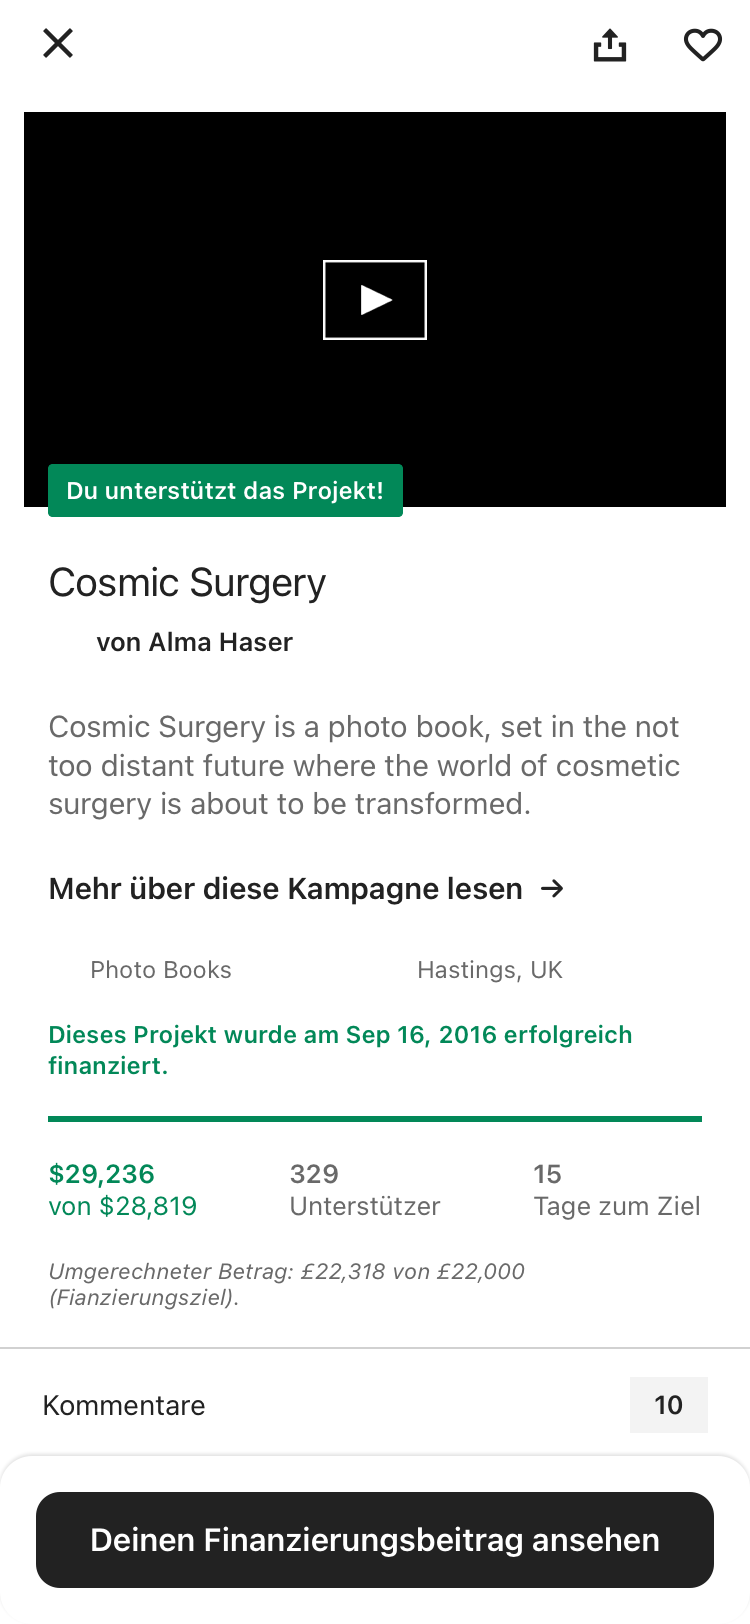 Du unterstützt das Projekt!
Cosmic Surgery
von Alma Haser
Cosmic Surgery is a photo book, set in the not
too distant future where the world of cosmetic
surgery is about to be transformed.
Mehr über diese Kampagne lesen →
Photo Books
Hastings, UK
Dieses Projekt wurde am Sep 16, 2016 erfolgreich
finanziert.
$29,236
von $28,819
329
Unterstützer
15
Tage zum Ziel
Umgerechneter Betrag: £22,318 von £22,000
(Fianzierungsziel).
Kommentare
10
Deinen Finanzierungsbeitrag ansehen